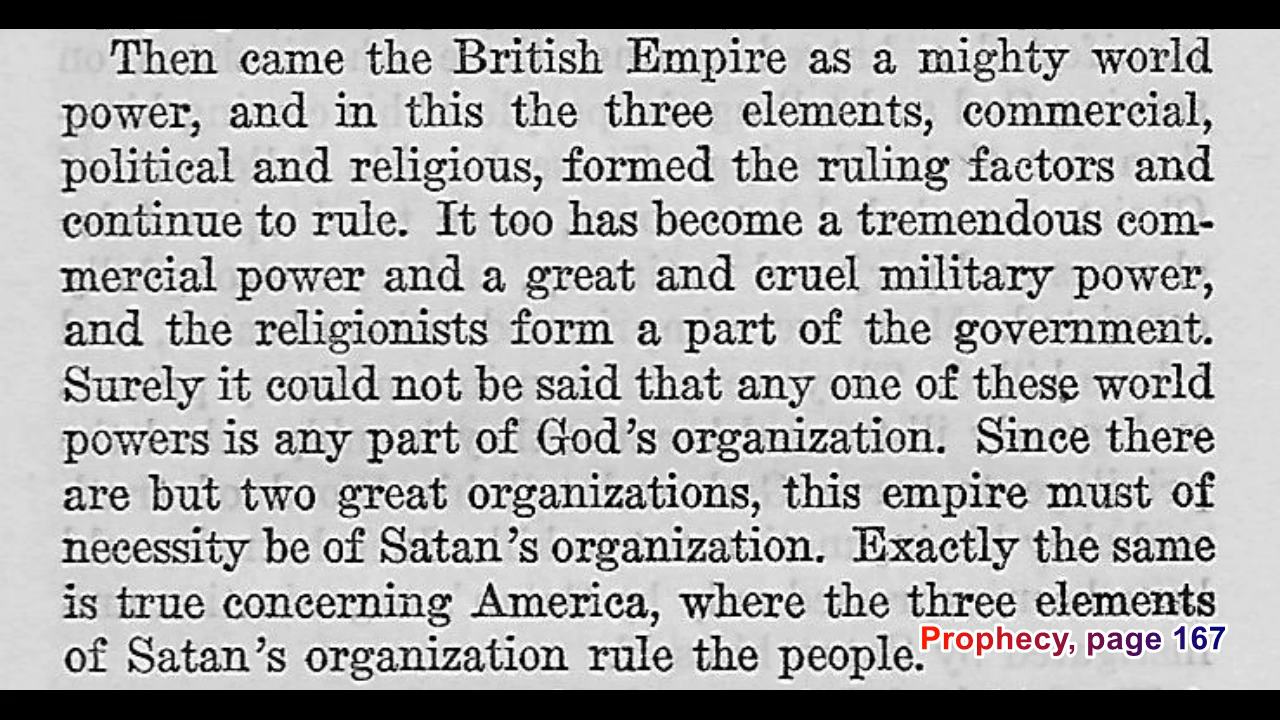 Then came the British Empire as a mighty world
power, and in this the three elements, commercial,
political and religious, formed the ruling factors and
continue to rule. It too has become a tremendous com-
mercial power and a great and cruel military power,
and the religionists form a part of the government.
Surely it could not be said that any one of these world
powers is any part of God's organization. Since there
are but two great organizations, this empire must of
necessity be of Satan's organization. Exactly the same
is true concerning America, where the three elements
of Satan's organization rule the people.
Prophecy, page 167